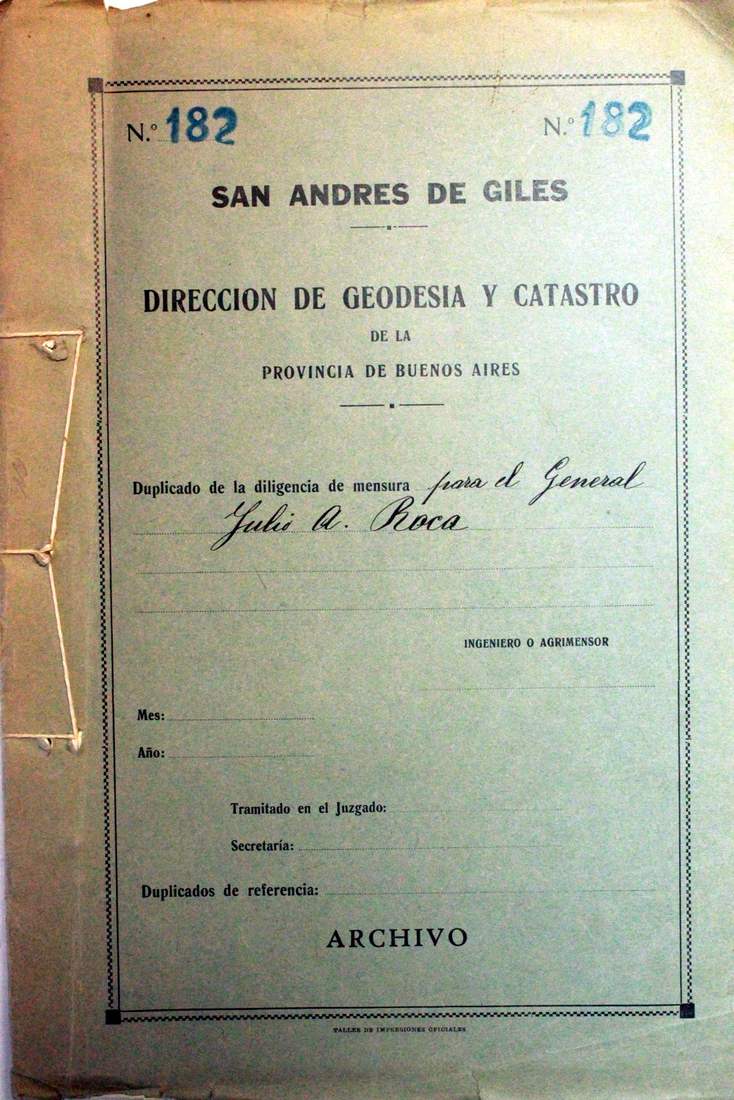 N.º 182 N.º 182
SAN ANDRES DE GILES
DIRECCION DE GEODESIA Y CATASTRO
DE LA
PROVINCIA DE BUENOS AIRES
Duplicado de la diligencia de mensura para el General
Julio A. Roca
INGENIERO O AGRIMENSOR
Mes:
Año:
Tramitado en el Juzgado:
Secretaría:
Duplicados de referencia:
ARCHIVO
TALLER DE IMPRESIONES OFICIALES